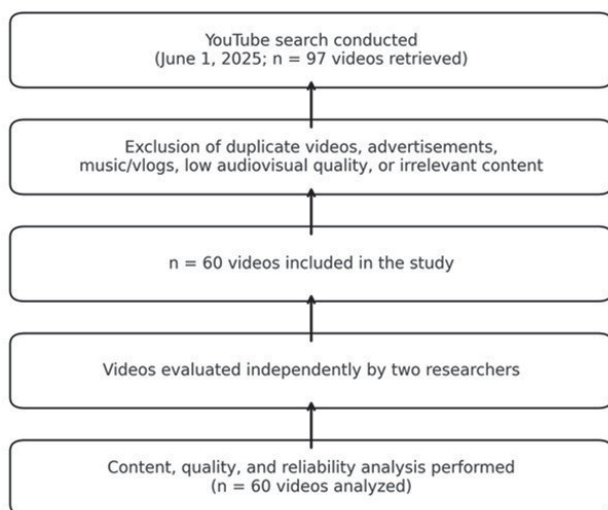 YouTube search conducted
(June 1, 2025; n = 97 videos retrieved)
Exclusion of duplicate videos, advertisements,
music/vlogs, low audiovisual quality, or irrelevant content
n = 60 videos included in the study
Videos evaluated independently by two researchers
Content, quality, and reliability analysis performed
(n = 60 videos analyzed)